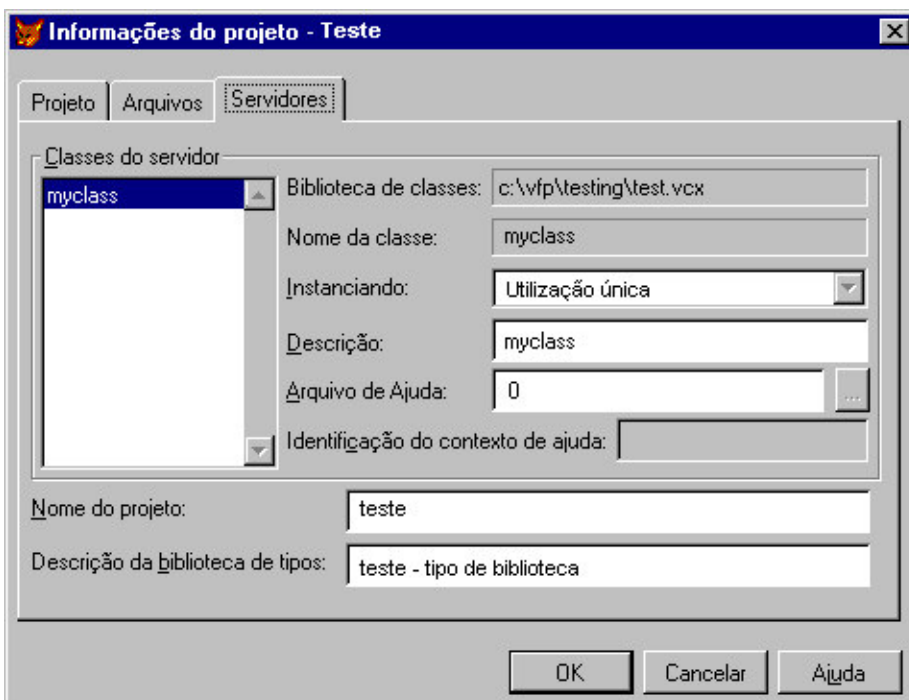 Informações do projeto - Teste
Projeto Arquivos Servidores
Classes do servidor
myclass
Biblioteca de classes: c:\vfp\testing\test.vcx
Nome da classe: myclass
Instanciando: Utilização única
Descrição: myclass
Arquivo de Ajuda: 0 ...
Identificação do contexto de ajuda:
Nome do projeto: teste
Descrição da biblioteca de tipos: teste - tipo de biblioteca
OK Cancelar Ajuda